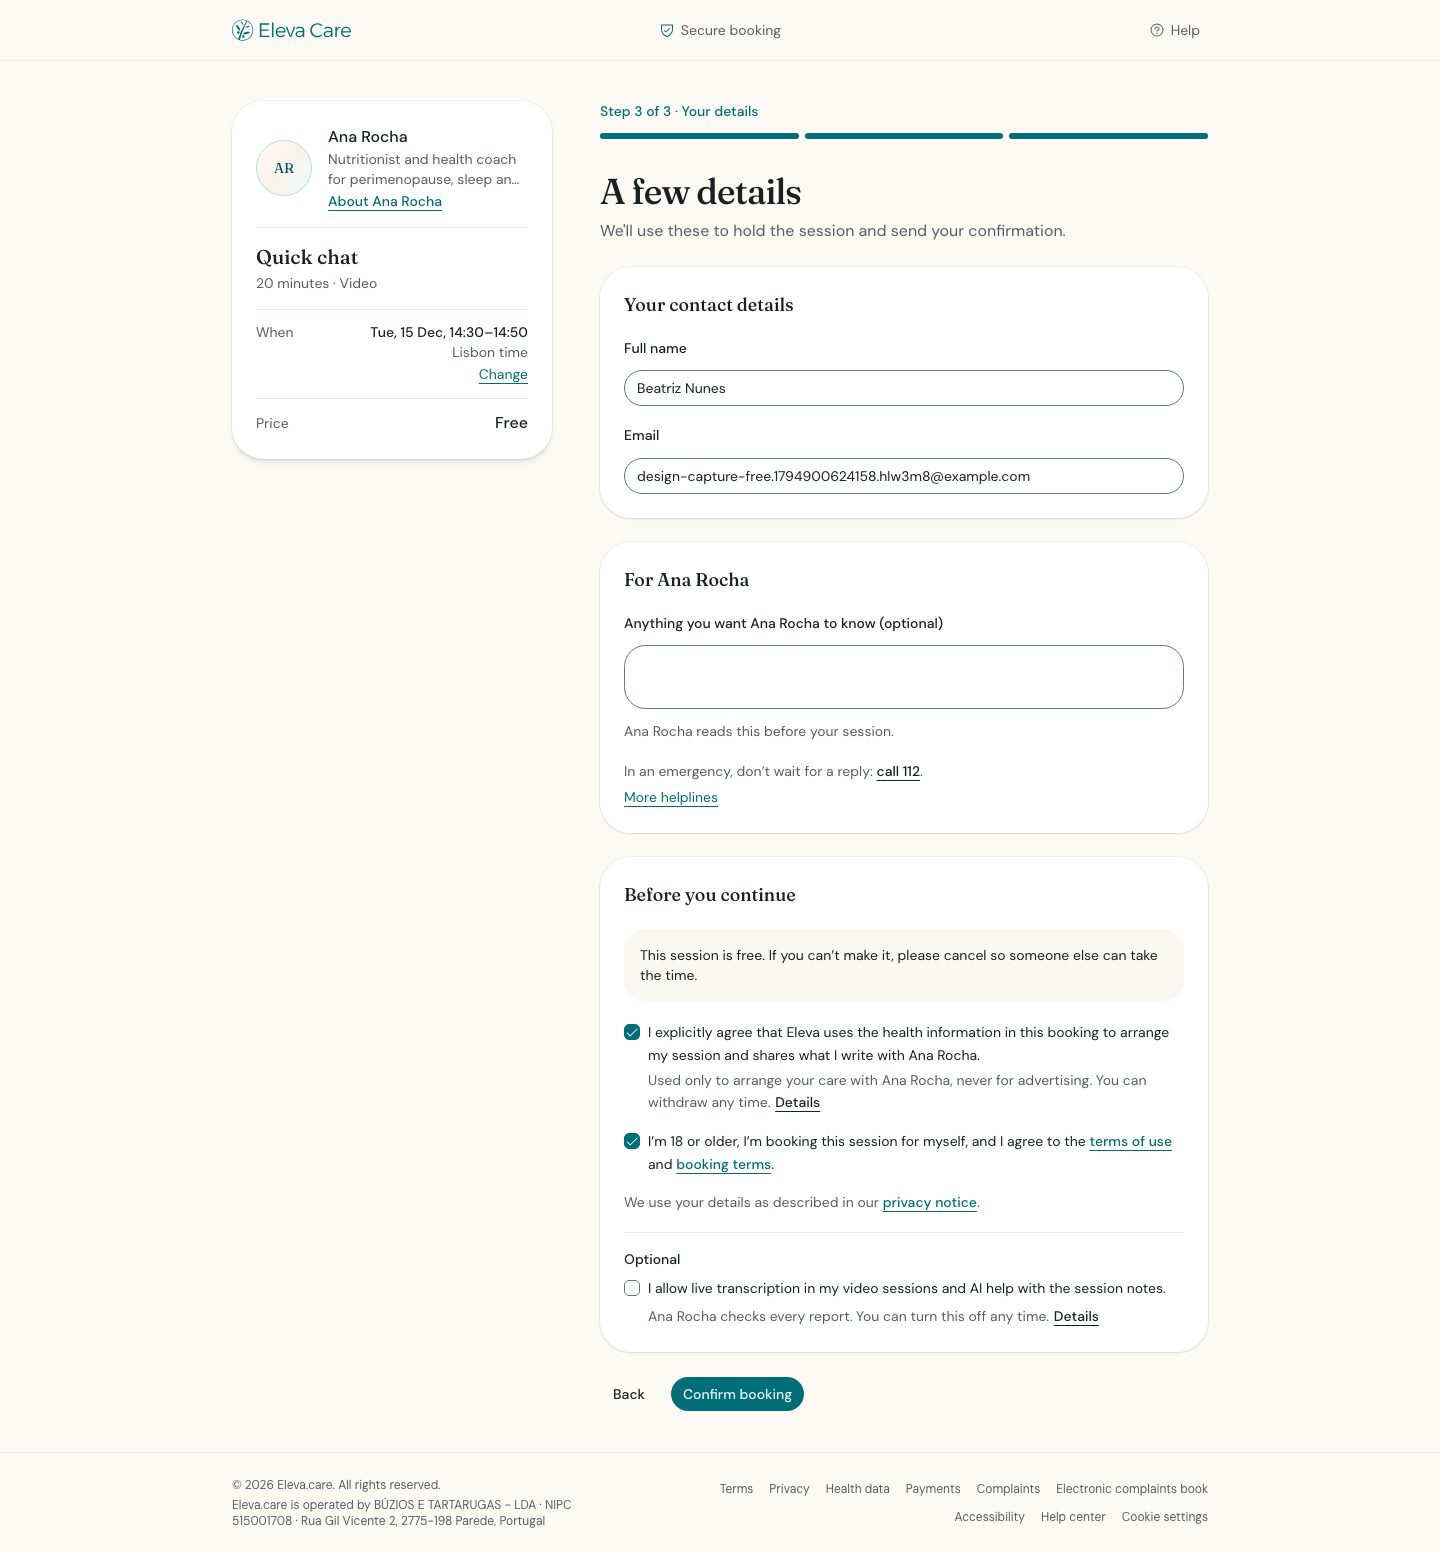 Eleva Care
Secure booking
Help
AR
Ana Rocha
Nutritionist and health coach
for perimenopause, sleep an…
About Ana Rocha
Quick chat
20 minutes · Video
When
Tue, 15 Dec, 14:30–14:50
Lisbon time
Change
Price
Free
Step 3 of 3 · Your details
A few details
We'll use these to hold the session and send your confirmation.
Your contact details
Full name
Beatriz Nunes
Email
design-capture-free.1794900624158.hlw3m8@example.com
For Ana Rocha
Anything you want Ana Rocha to know (optional)
Ana Rocha reads this before your session.
In an emergency, don’t wait for a reply: call 112.
More helplines
Before you continue
This session is free. If you can’t make it, please cancel so someone else can take
the time.
I explicitly agree that Eleva uses the health information in this booking to arrange
my session and shares what I write with Ana Rocha.
Used only to arrange your care with Ana Rocha, never for advertising. You can
withdraw any time. Details
I’m 18 or older, I’m booking this session for myself, and I agree to the terms of use
and booking terms.
We use your details as described in our privacy notice.
Optional
I allow live transcription in my video sessions and AI help with the session notes.
Ana Rocha checks every report. You can turn this off any time. Details
Back
Confirm booking
© 2026 Eleva.care. All rights reserved.
Eleva.care is operated by BÚZIOS E TARTARUGAS - LDA · NIPC
515001708 · Rua Gil Vicente 2, 2775-198 Parede, Portugal
Terms Privacy Health data Payments Complaints Electronic complaints book
Accessibility Help center Cookie settings